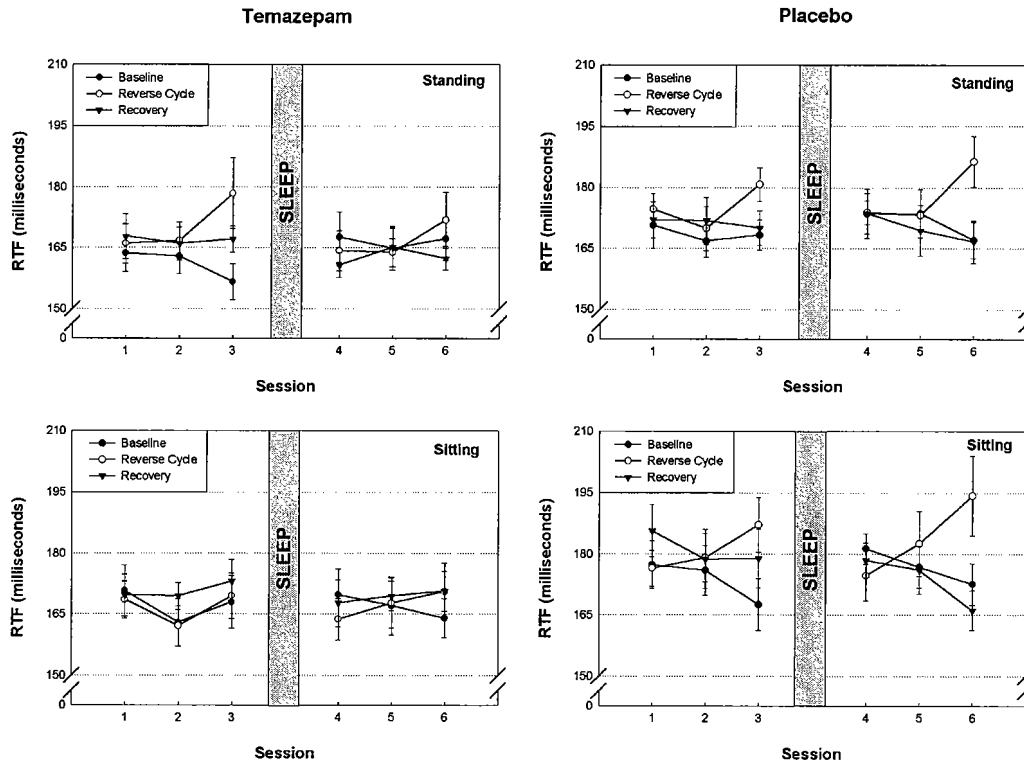 Temazepam
Placebo
210
195
180
165
150
0
RTF (milliseconds)
Baseline
Reverse Cycle
Recovery
SLEEP
Standing
1 2 3 4 5 6
Session
210
195
180
165
150
0
RTF (milliseconds)
Baseline
Reverse Cycle
Recovery
SLEEP
Standing
1 2 3 4 5 6
Session
210
195
180
165
150
0
RTF (milliseconds)
Baseline
Reverse Cycle
Recovery
SLEEP
Sitting
1 2 3 4 5 6
Session
210
195
180
165
150
0
RTF (milliseconds)
Baseline
Reverse Cycle
Recovery
SLEEP
Sitting
1 2 3 4 5 6
Session